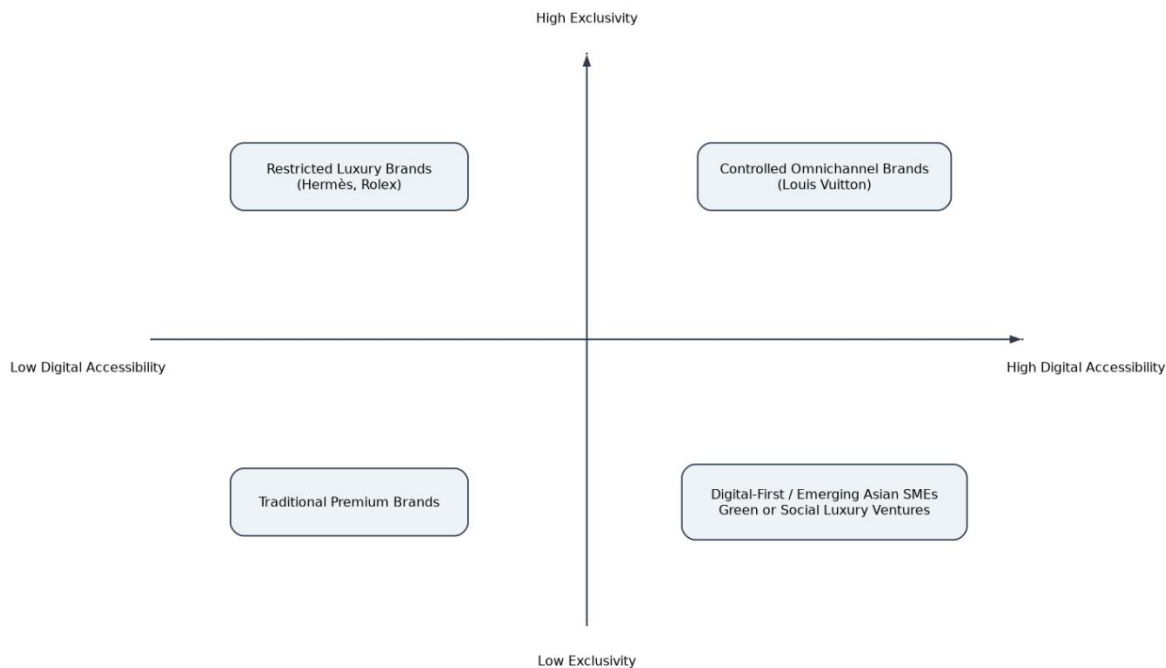 High Exclusivity
Restricted Luxury Brands
(Hermès, Rolex)
Controlled Omnichannel Brands
(Louis Vuitton)
Low Digital Accessibility
High Digital Accessibility
Traditional Premium Brands
Digital-First / Emerging Asian SMEs
Green or Social Luxury Ventures
Low Exclusivity